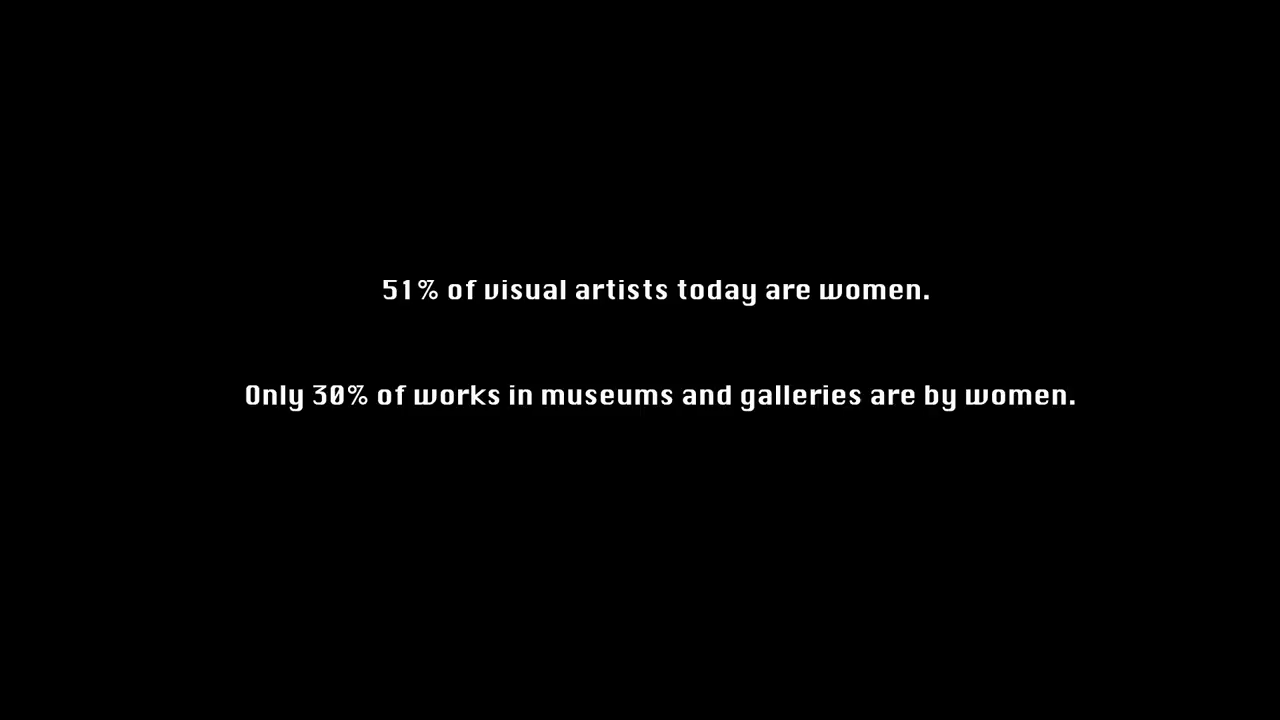 51% of visual artists today are women.
Only 30% of works in museums and galleries are by women.